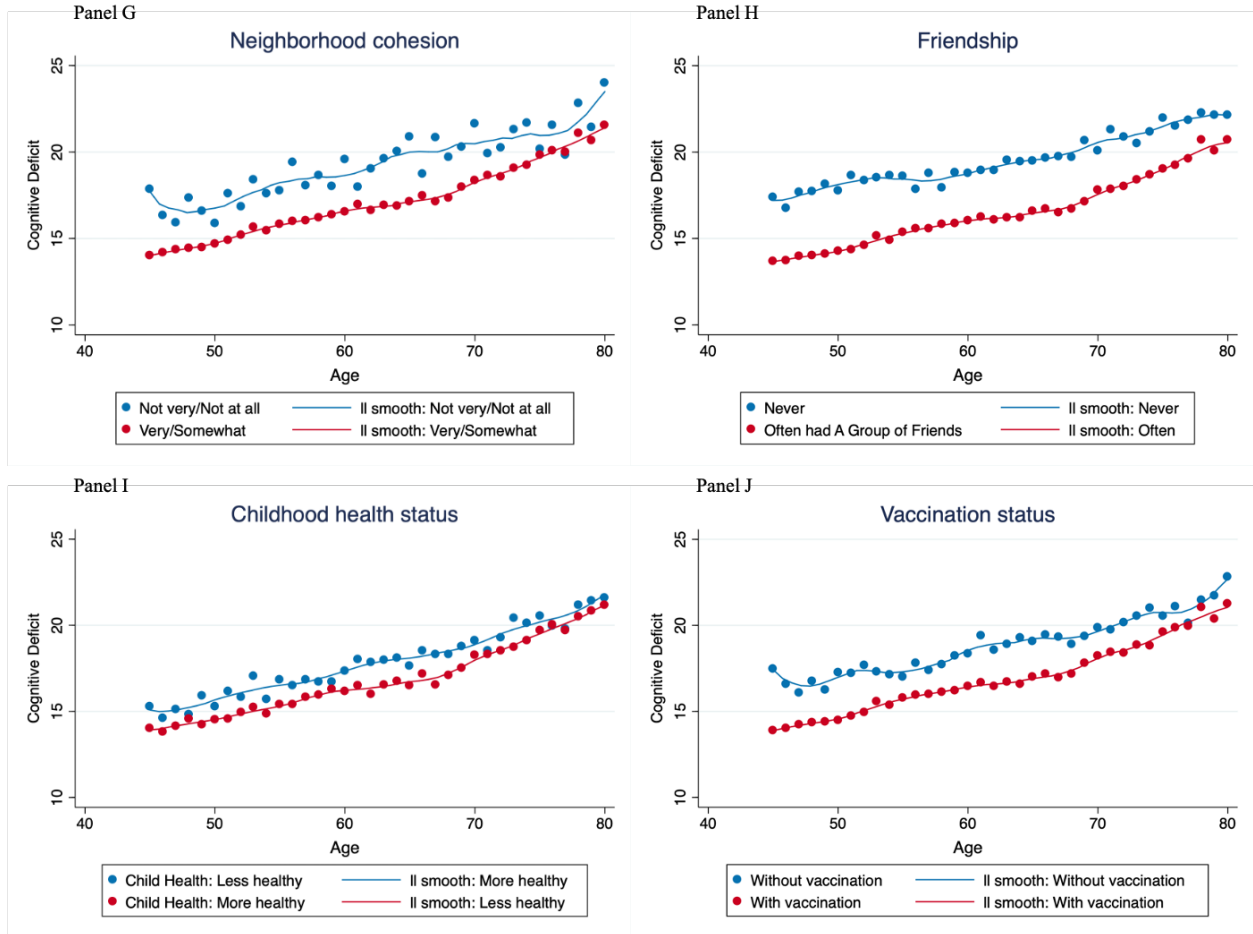 Panel G
Neighborhood cohesion
Cognitive Deficit
25
20
15
10
40 50 60 70 80
Age
Not very/Not at all ll smooth: Not very/Not at all
Very/Somewhat ll smooth: Very/Somewhat
Panel H
Friendship
Cognitive Deficit
25
20
15
10
40 50 60 70 80
Age
Never ll smooth: Never
Often had A Group of Friends ll smooth: Often
Panel I
Childhood health status
Cognitive Deficit
25
20
15
10
40 50 60 70 80
Age
Child Health: Less healthy ll smooth: More healthy
Child Health: More healthy ll smooth: Less healthy
Panel J
Vaccination status
Cognitive Deficit
25
20
15
10
40 50 60 70 80
Age
Without vaccination ll smooth: Without vaccination
With vaccination ll smooth: With vaccination